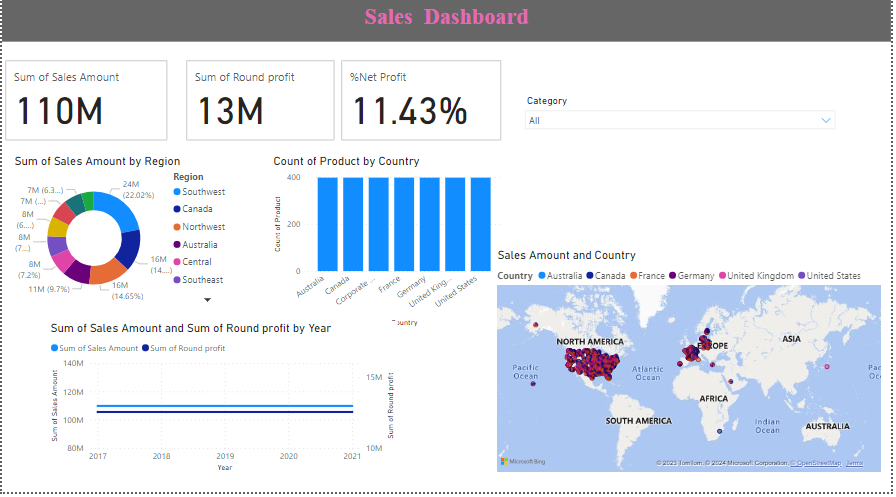 Sales Dashboard
Sum of Sales Amount
110M
Sum of Round profit
13M
%Net Profit
11.43%
Category
All
Sum of Sales Amount by Region
24M
(22.02%)
16M
(14....)
16M
(14.65%)
11M (9.7%)
8M
(7.2%)
8M
(7...)
8M
(6....)
7M (...)
7M (6.3...)
Region
Southwest
Canada
Northwest
Australia
Central
Southeast
Count of Product by Country
Count of Product
400
200
0
Australia
Canada
Corporate ...
France
Germany
United King...
United States
Country
Sum of Sales Amount and Sum of Round profit by Year
Sum of Sales Amount Sum of Round profit
Sum of Sales Amount
140M
120M
100M
80M
15M
10M
Sum of Round profit
2017 2018 2019 2020 2021
Year
Sales Amount and Country
Country Australia Canada France Germany United Kingdom United States
NORTH AMERICA
EUROPE
ASIA
Pacific
Ocean
Atlantic
Ocean
Pac
Oc
AFRICA
SOUTH AMERICA
Indian
Ocean
AUSTRALIA
Microsoft Bing
© 2023 TomTom, © 2024 Microsoft Corporation, © OpenStreetMap Terms